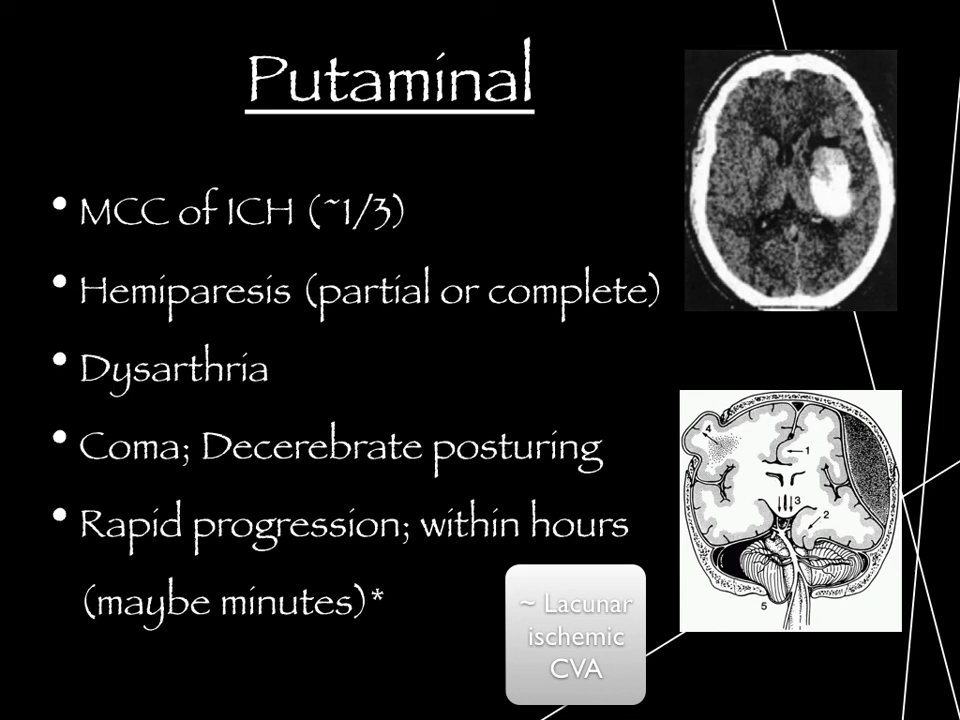 Putaminal
• MCC of ICH (~1/3)
• Hemiparesis (partial or complete)
• Dysarthria
• Coma; Decerebrate posturing
• Rapid progression; within hours
(maybe minutes)*
~ Lacunar
ischemic
CVA
4
1
3
2
5